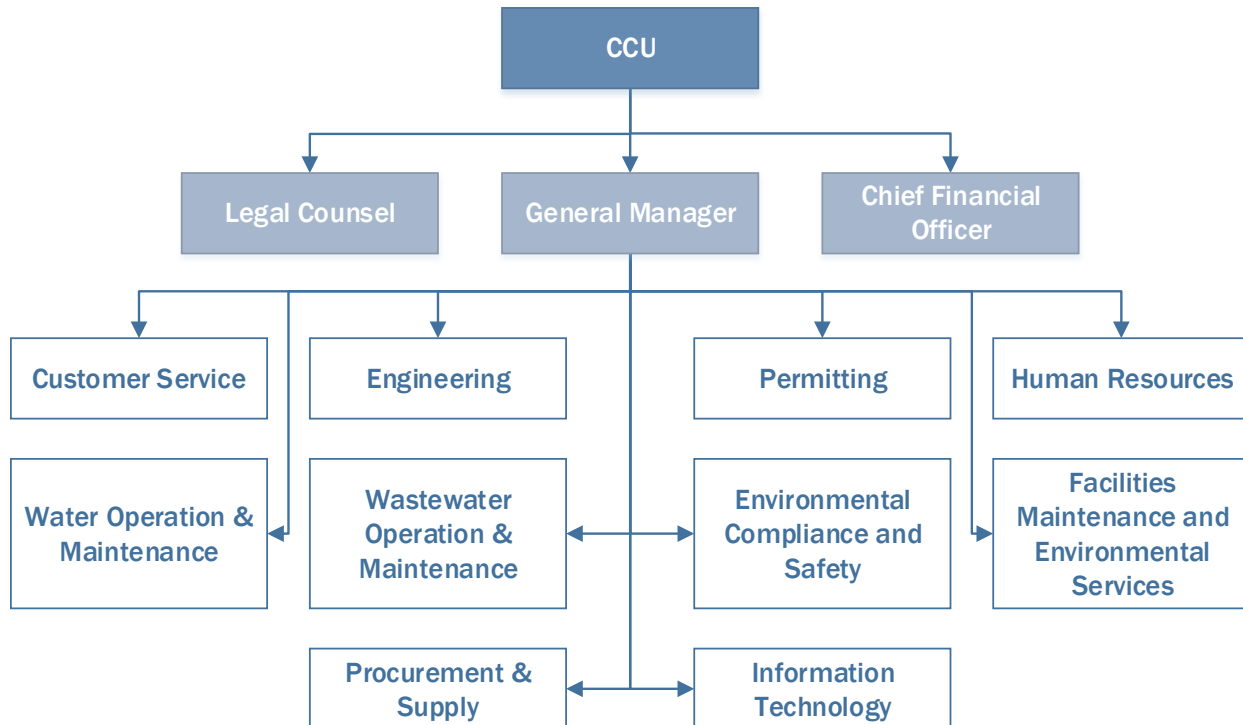 CCU
Legal Counsel
General Manager
Chief Financial
Officer
Customer Service
Engineering
Permitting
Human Resources
Water Operation &
Maintenance
Wastewater
Operation &
Maintenance
Environmental
Compliance and
Safety
Facilities
Maintenance and
Environmental
Services
Procurement &
Supply
Information
Technology